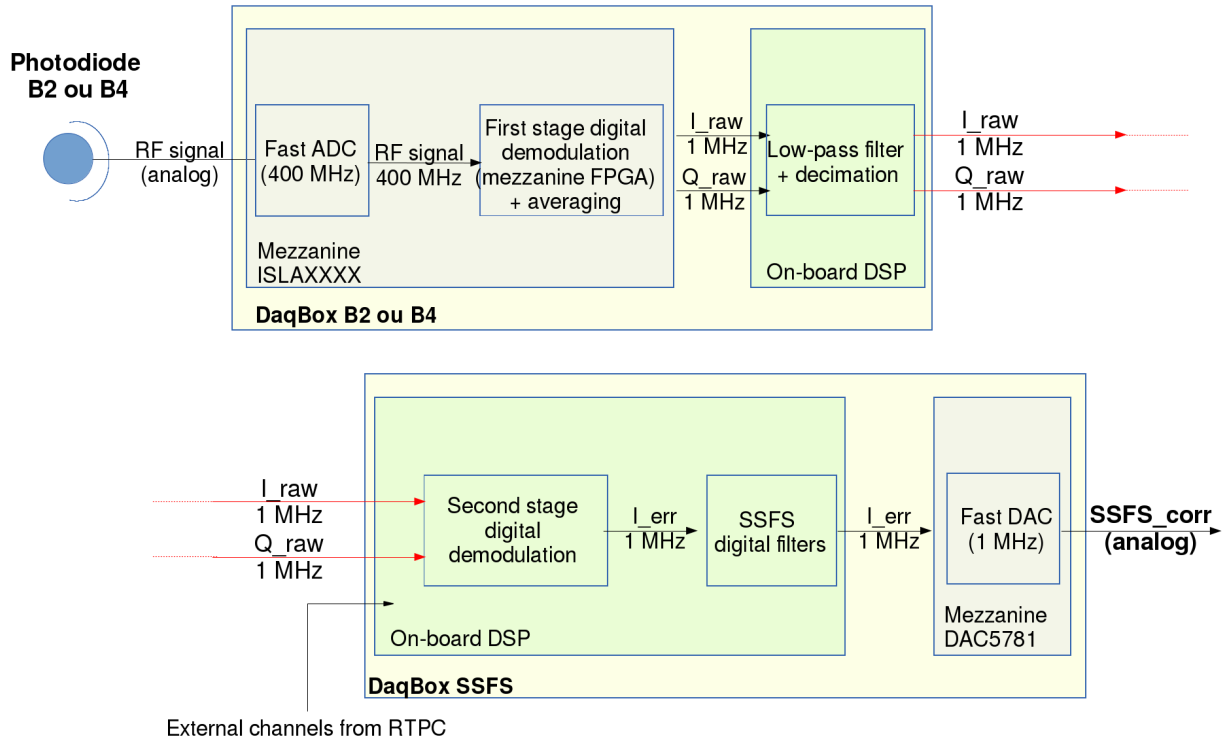 Photodiode
B2 ou B4
RF signal
(analog)
Fast ADC
(400 MHz)
RF signal
400 MHz
First stage digital
demodulation
(mezzanine FPGA)
+ averaging
Mezzanine
ISLAXXXX
I_raw
1 MHz
Q_raw
1 MHz
Low-pass filter
+ decimation
On-board DSP
I_raw
1 MHz
Q_raw
1 MHz
DaqBox B2 ou B4
I_raw
1 MHz
Q_raw
1 MHz
Second stage
digital
demodulation
I_err
1 MHz
SSFS
digital filters
I_err
1 MHz
Fast DAC
(1 MHz)
SSFS_corr
(analog)
Mezzanine
DAC5781
On-board DSP
DaqBox SSFS
External channels from RTPC